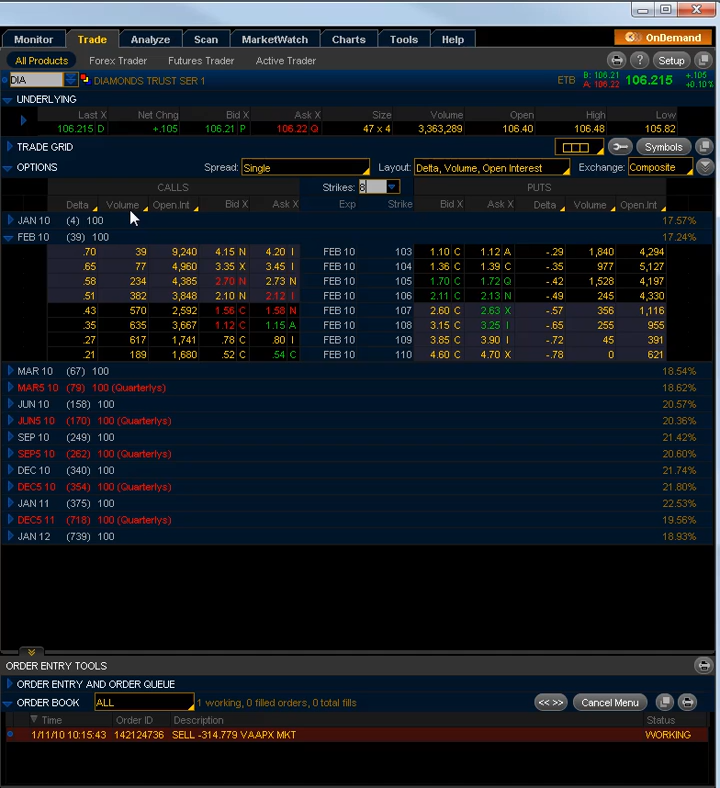 Monitor Trade Analyze Scan MarketWatch Charts Tools Help OnDemand
All Products Forex Trader Futures Trader Active Trader ? Setup
DIA DIAMONDS TRUST SER 1 ETB B: 106.21 A: 106.22 106.215 +.105 +0.10%
UNDERLYING
Last X Net Chng Bid X Ask X Size Volume Open High Low
106.215 D +.105 106.21 P 106.22 Q 47 x 4 3,363,289 106.40 106.48 105.82
TRADE GRID Symbols
OPTIONS Spread: Single Layout: Delta, Volume, Open Interest Exchange: Composite
CALLS Strikes: 8 PUTS
Delta Volume Open.Int Bid X Ask X Exp Strike Bid X Ask X Delta Volume Open.Int
JAN 10 (4) 100 17.57%
FEB 10 (39) 100 17.24%
.70 39 9,240 4.15 N 4.20 I FEB 10 103 1.10 C 1.12 A -.29 1,840 4,294
.65 77 4,960 3.35 X 3.45 I FEB 10 104 1.36 C 1.39 C -.35 977 5,127
.58 234 4,385 2.70 N 2.73 N FEB 10 105 1.70 C 1.72 Q -.42 1,528 4,197
.51 382 3,848 2.10 N 2.12 I FEB 10 106 2.11 C 2.13 N -.49 245 4,330
.43 570 2,592 1.56 C 1.58 N FEB 10 107 2.60 C 2.63 X -.57 356 1,116
.35 635 3,667 1.12 C 1.15 A FEB 10 108 3.15 C 3.25 I -.65 255 955
.27 617 1,741 .78 C .80 I FEB 10 109 3.85 C 3.90 I -.72 45 391
.21 189 1,680 .52 C .54 C FEB 10 110 4.60 C 4.70 X -.78 0 621
MAR 10 (67) 100 18.54%
MAR5 10 (79) 100 (Quarterlys) 18.62%
JUN 10 (158) 100 20.57%
JUN5 10 (170) 100 (Quarterlys) 20.36%
SEP 10 (249) 100 21.42%
SEP5 10 (262) 100 (Quarterlys) 20.60%
DEC 10 (340) 100 21.74%
DEC5 10 (354) 100 (Quarterlys) 21.80%
JAN 11 (375) 100 22.53%
DEC5 11 (718) 100 (Quarterlys) 19.56%
JAN 12 (739) 100 18.93%
ORDER ENTRY TOOLS
ORDER ENTRY AND ORDER QUEUE
ORDER BOOK ALL 1 working, 0 filled orders, 0 total fills << >> Cancel Menu
Time Order ID Description Status
1/11/10 10:15:43 142124736 SELL -314.779 VAAPX MKT WORKING